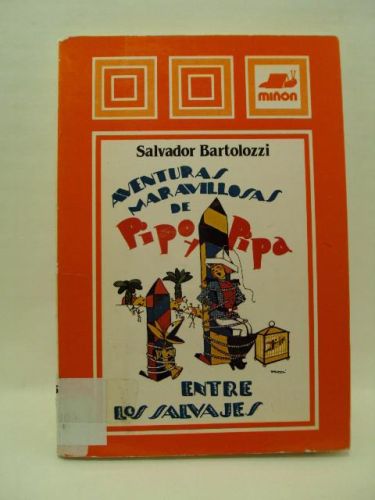 miñón
Salvador Bartolozzi
AVENTURAS
MARAVILLOSAS
DE
Pipo y Pipa
ENTRE
LOS SALVAJES